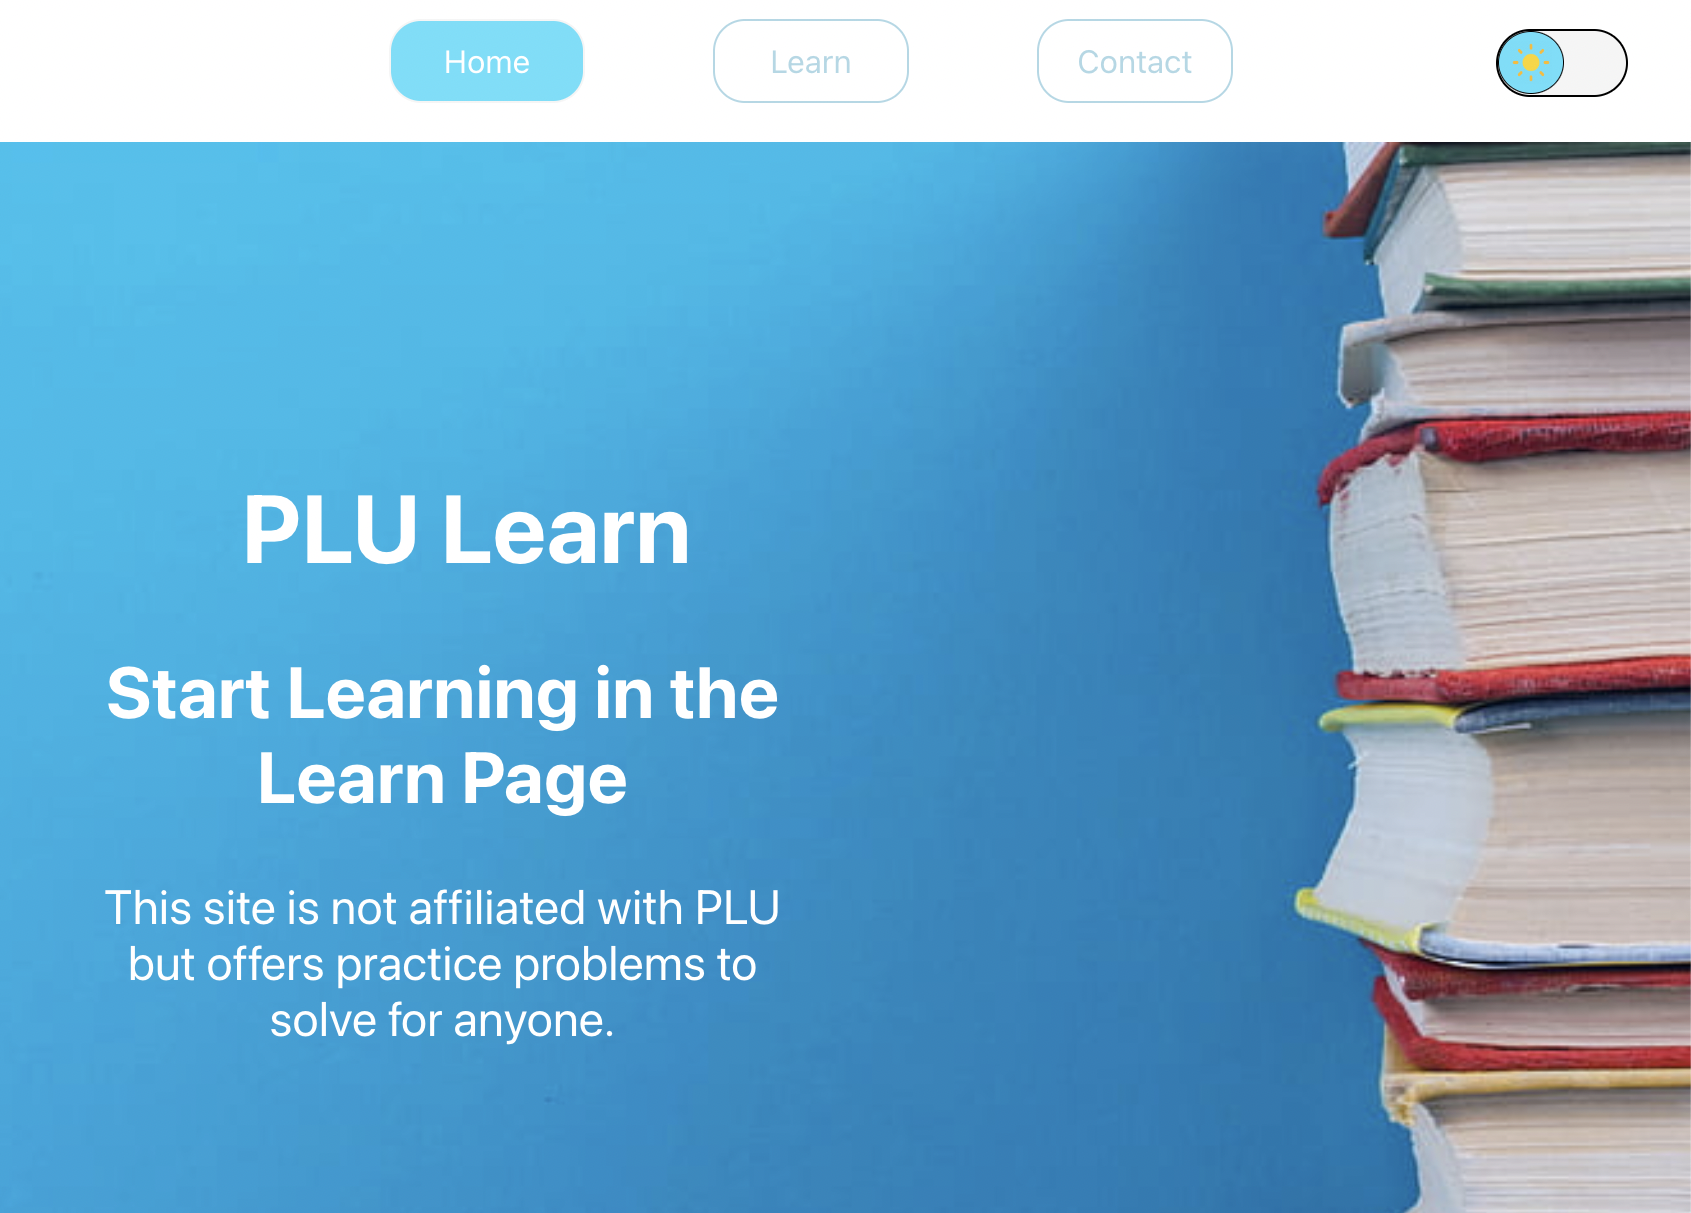 Home
Learn
Contact
PLU Learn
Start Learning in the
Learn Page
This site is not affiliated with PLU
but offers practice problems to
solve for anyone.